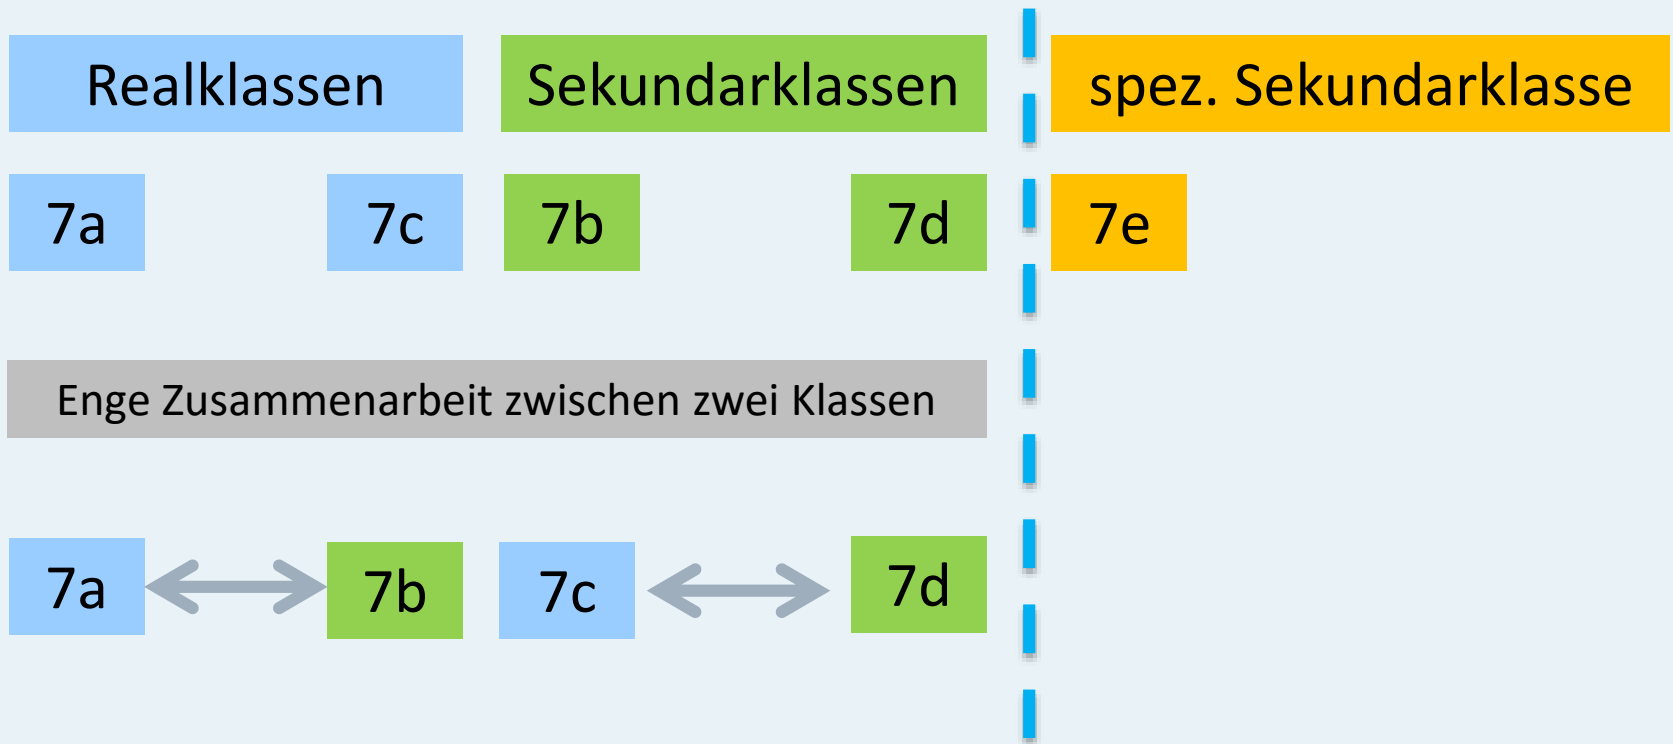 Realklassen Sekundarklassen spez. Sekundarklasse
7a 7c 7b 7d 7e
Enge Zusammenarbeit zwischen zwei Klassen
7a 7b 7c 7d